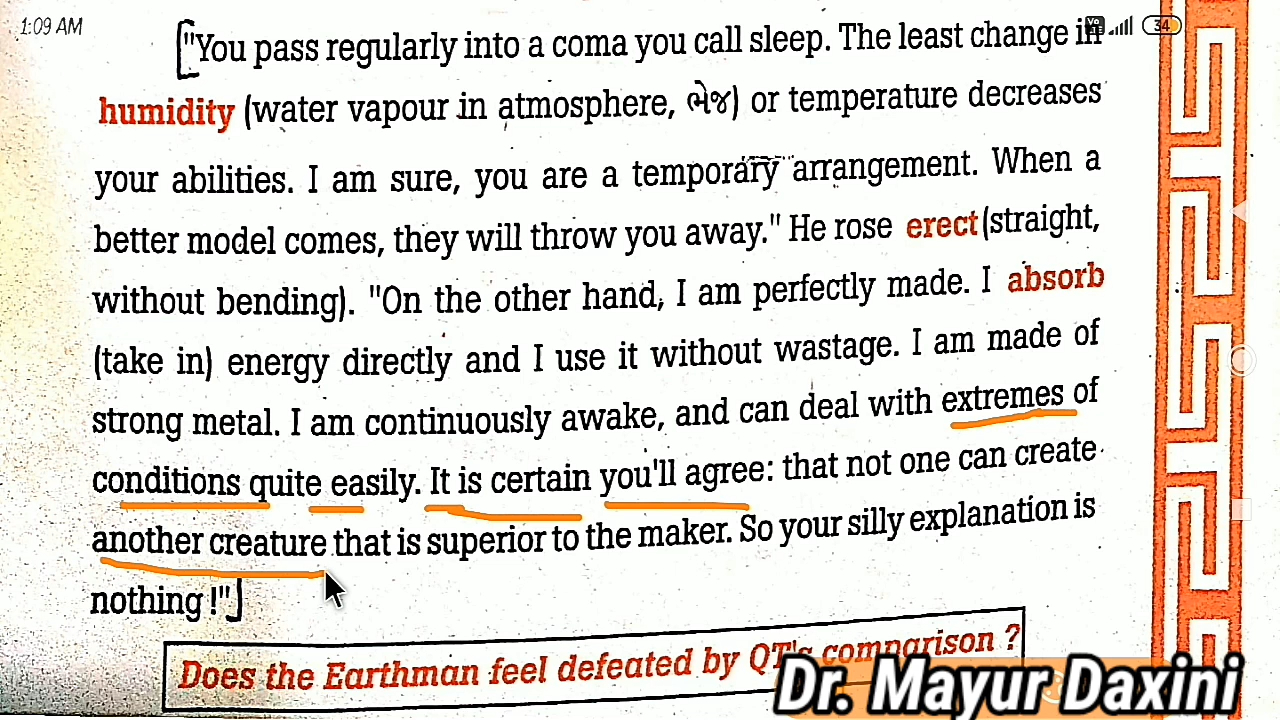 1:09 AM
Vo
34
["You pass regularly into a coma you call sleep. The least change in
humidity (water vapour in atmosphere, ભેજ) or temperature decreases
your abilities. I am sure, you are a temporary arrangement. When a
better model comes, they will throw you away." He rose erect (straight,
without bending). "On the other hand, I am perfectly made. I absorb
(take in) energy directly and I use it without wastage. I am made of
strong metal. I am continuously awake, and can deal with extremes of
conditions quite easily. It is certain you'll agree: that not one can create
another creature that is superior to the maker. So your silly explanation is
nothing !"]
Does the Earthman feel defeated by QT's comparison ?
Dr. Mayur Daxini